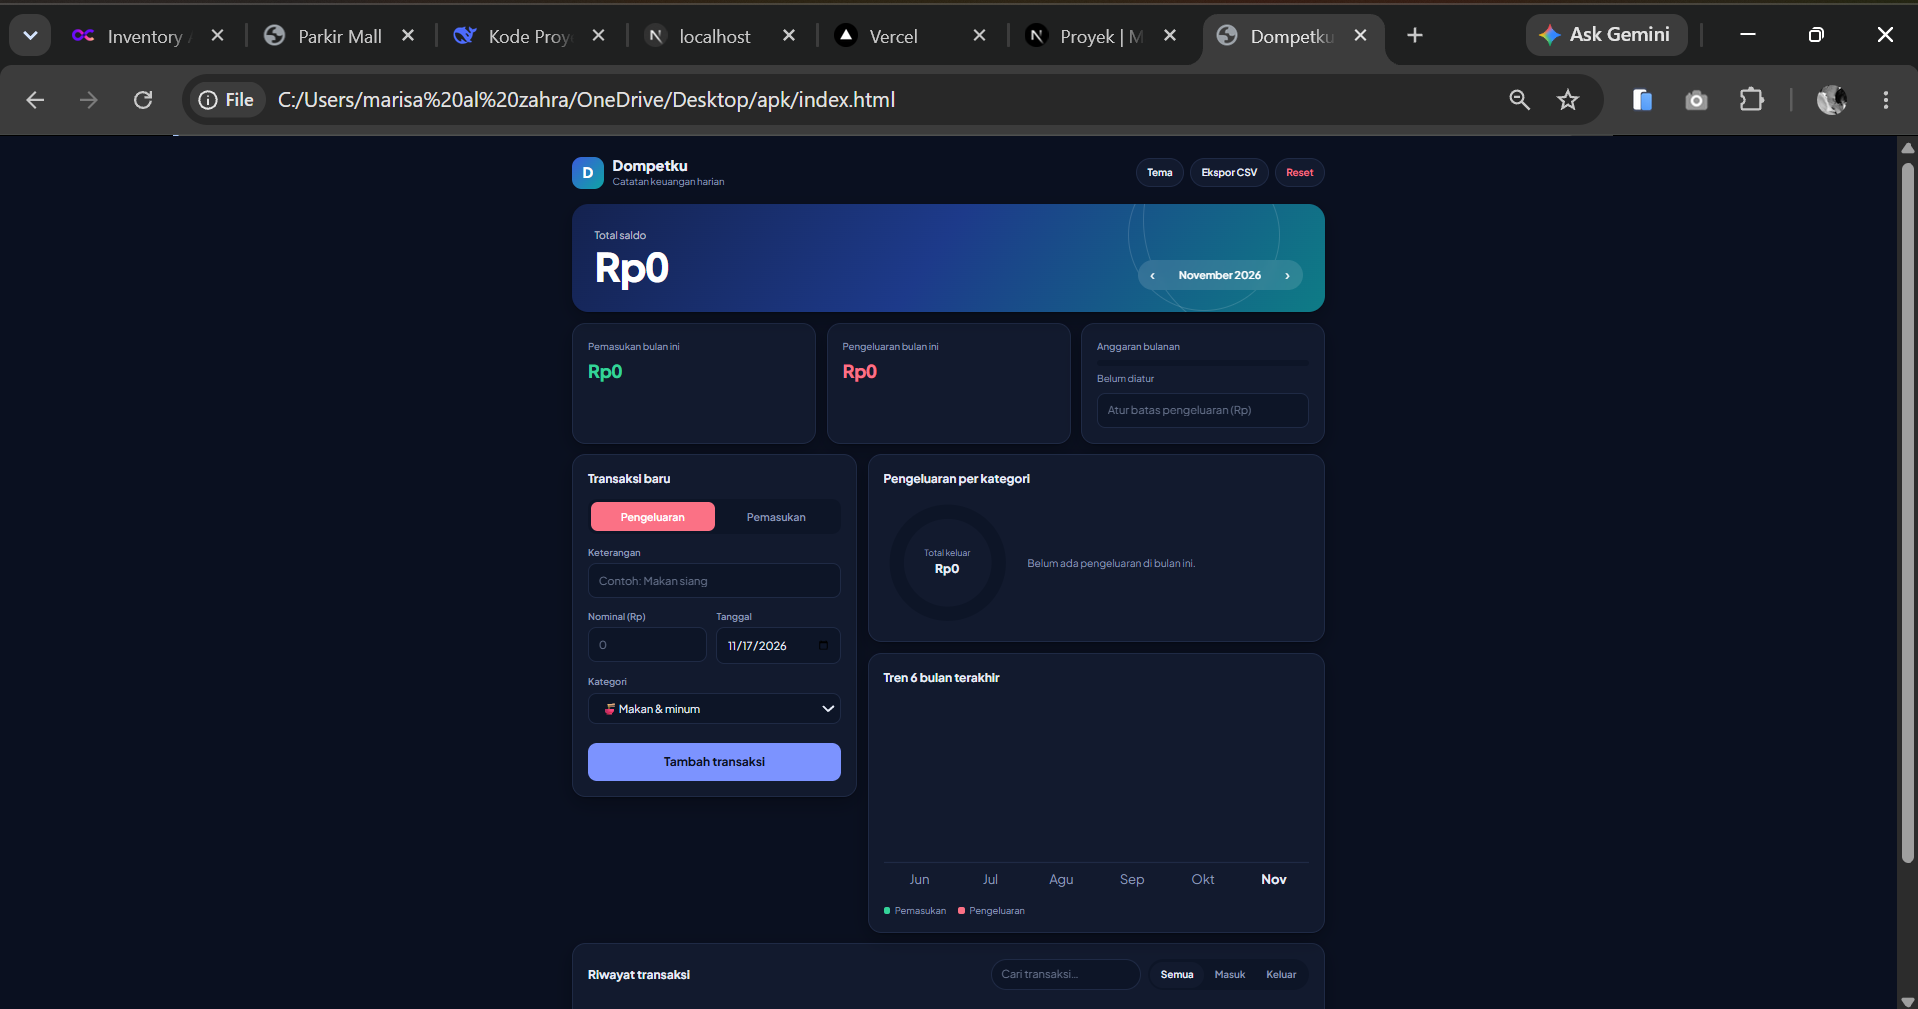 Inventory
Parkir Mall
Kode Proy
localhost
Vercel
Proyek | M
Dompetku
Ask Gemini
File
C:/Users/marisa%20al%20zahra/OneDrive/Desktop/apk/index.html
D
Dompetku
Catatan keuangan harian
Tema
Ekspor CSV
Reset
Total saldo
Rp0
‹ November 2026 ›
Pemasukan bulan ini
Rp0
Pengeluaran bulan ini
Rp0
Anggaran bulanan
Belum diatur
Atur batas pengeluaran (Rp)
Transaksi baru
Pengeluaran
Pemasukan
Keterangan
Contoh: Makan siang
Nominal (Rp)
Tanggal
0
11/17/2026
Kategori
Makan & minum
Tambah transaksi
Pengeluaran per kategori
Total keluar
Rp0
Belum ada pengeluaran di bulan ini.
Tren 6 bulan terakhir
Jun Jul Agu Sep Okt Nov
Pemasukan
Pengeluaran
Riwayat transaksi
Cari transaksi...
Semua
Masuk
Keluar